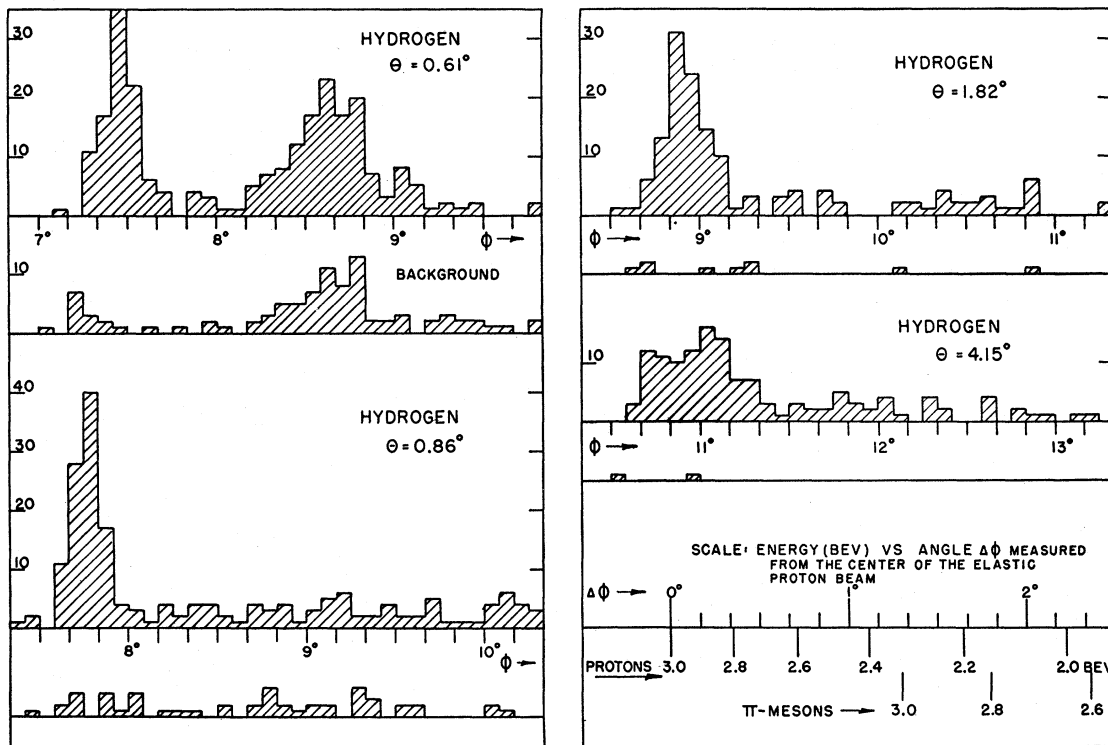 30
20
10
HYDROGEN
θ = 0.61°
7° 8° 9° ϕ →
10
BACKGROUND
40
30
20
10
HYDROGEN
θ = 0.86°
8° 9° 10° ϕ →
30
20
10
HYDROGEN
θ = 1.82°
ϕ → 9° 10° 11°
10
HYDROGEN
θ = 4.15°
ϕ → 11° 12° 13°
SCALE: ENERGY (BEV) VS ANGLE Δϕ MEASURED
FROM THE CENTER OF THE ELASTIC
PROTON BEAM
Δϕ → 0° 1° 2°
PROTONS → 3.0 2.8 2.6 2.4 2.2 2.0 BEV
π-MESONS → 3.0 2.8 2.6